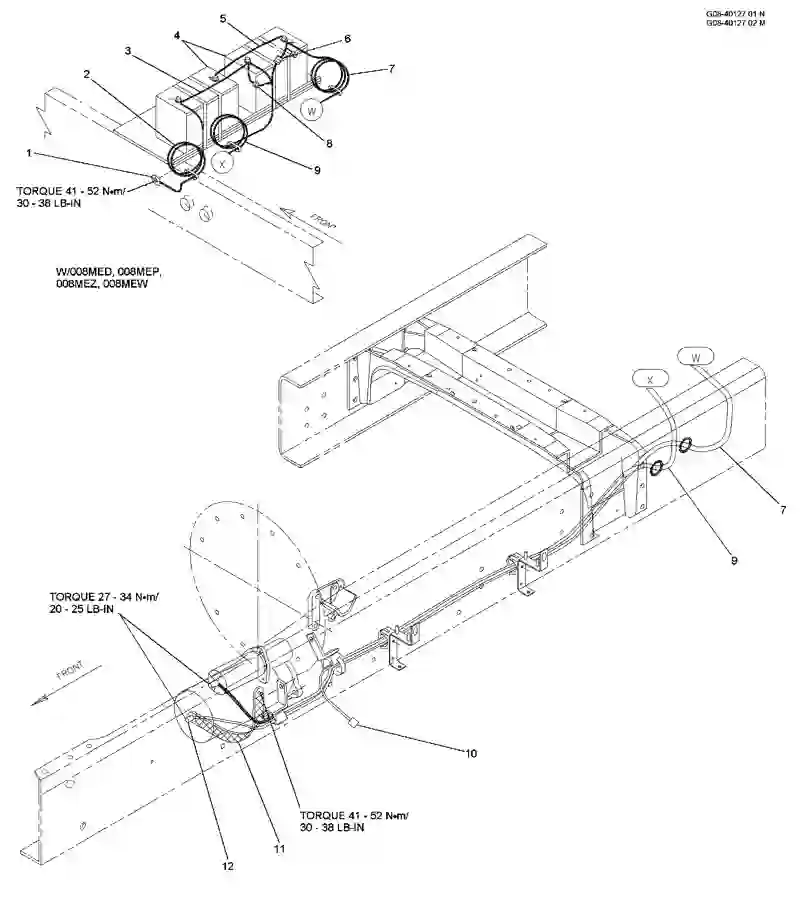 G08-40127 01 N
G08-40127 02 M
5
4
6
3
7
2
W
8
1
9
X
TORQUE 41 - 52 N•m/
30 - 38 LB-IN
FRONT
W/008MED, 008MEP,
008MEZ, 008MEW
W
X
7
9
TORQUE 27 - 34 N•m/
20 - 25 LB-IN
FRONT
10
TORQUE 41 - 52 N•m/
30 - 38 LB-IN
11
12